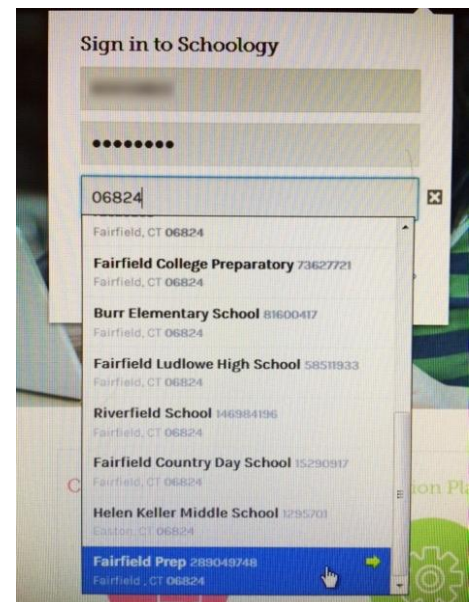 Sign in to Schoology
06824
Fairfield, CT 06824
Fairfield College Preparatory 73627721
Fairfield, CT 06824
Burr Elementary School 81600417
Fairfield, CT 06824
Fairfield Ludlowe High School 58511933
Fairfield, CT 06824
Riverfield School 146984196
Fairfield, CT 06824
Fairfield Country Day School 15290917
Fairfield, CT 06824
Helen Keller Middle School 1295701
Easton, CT 06824
Fairfield Prep 289049748
Fairfield , CT 06824